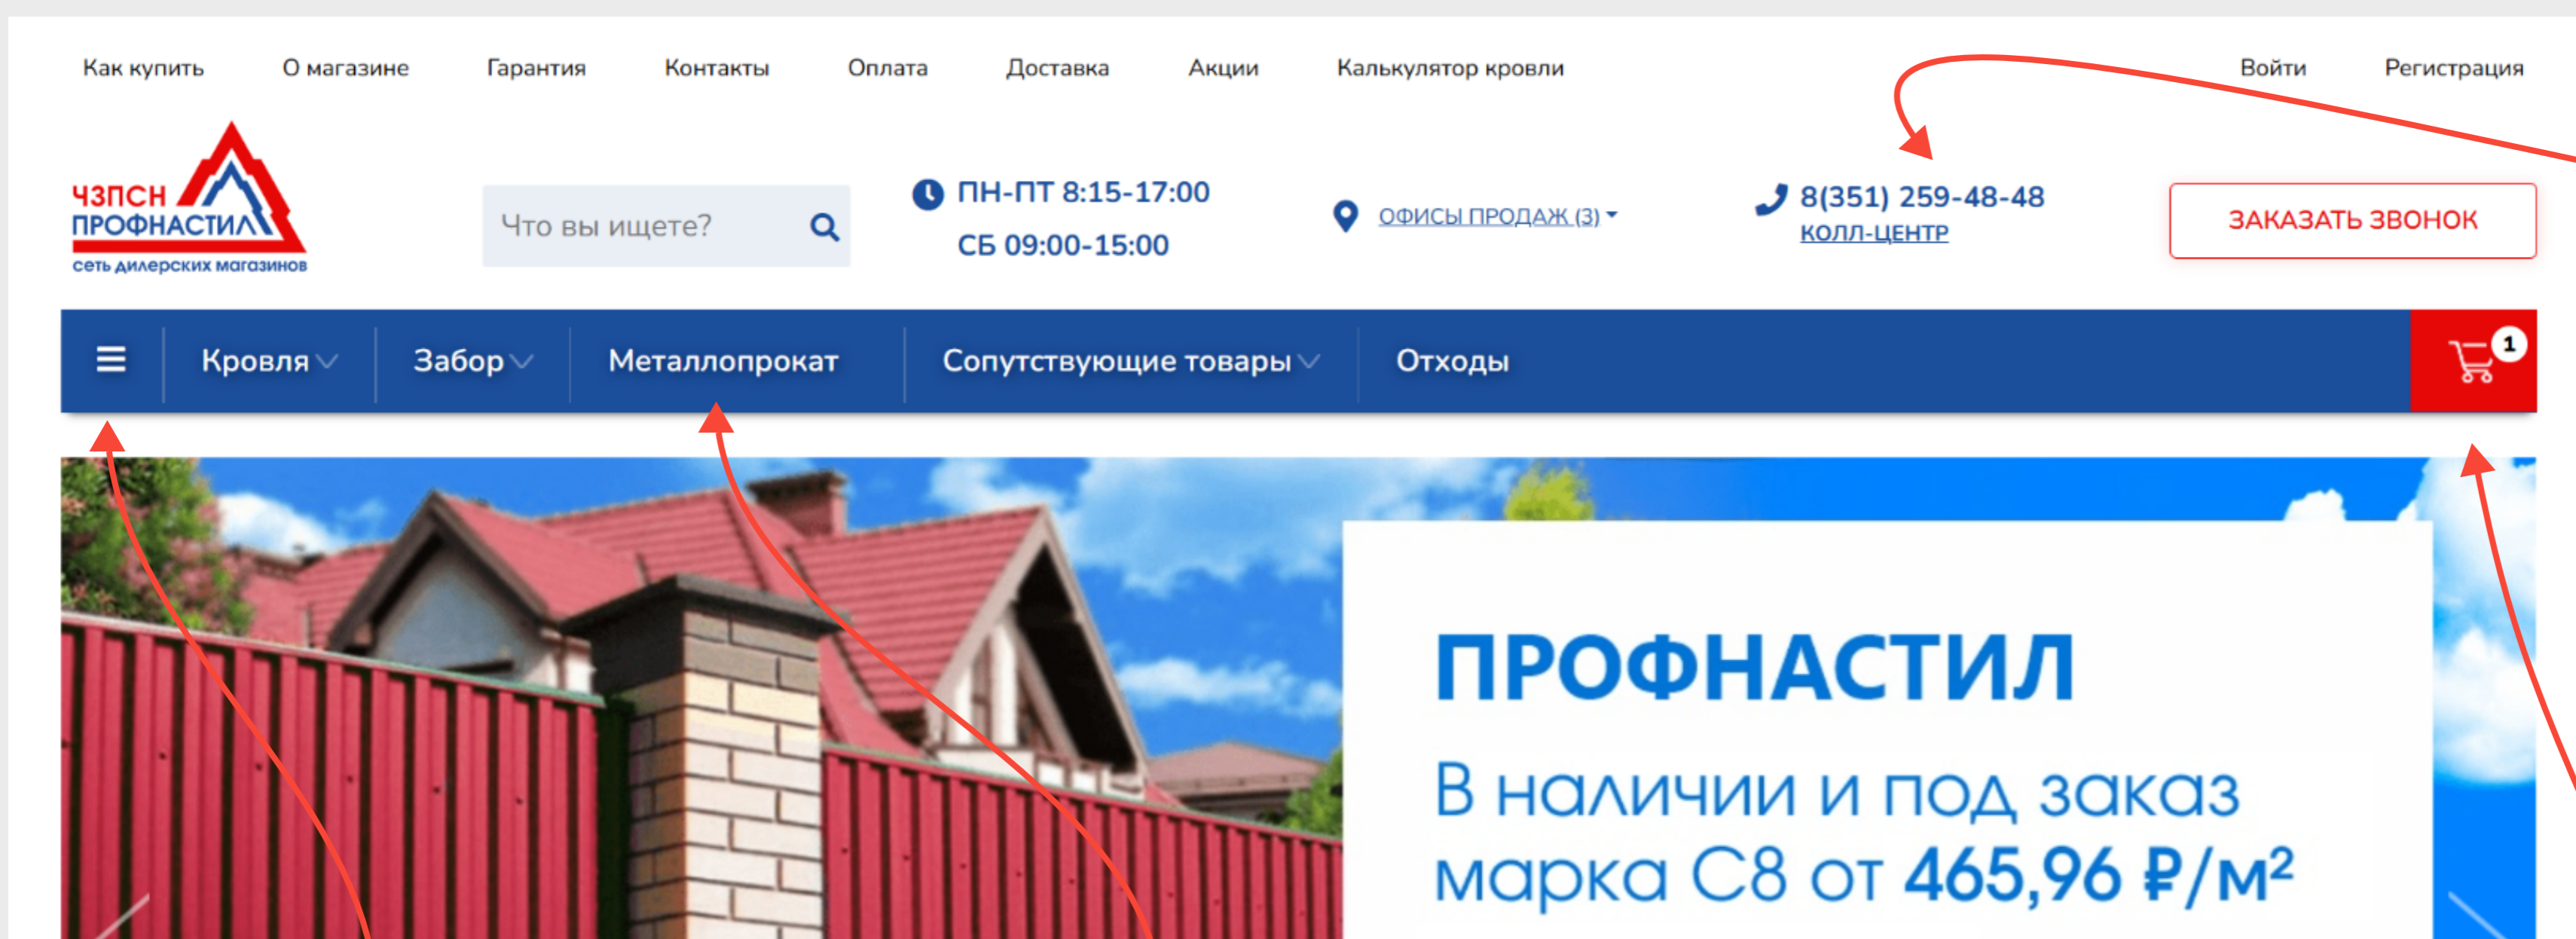 Как купить О магазине Гарантия Контакты Оплата Доставка Акции Калькулятор кровли Войти Регистрация
ЧЗПСН
ПРОФНАСТИЛ
сеть дилерских магазинов
Что вы ищете?
ПН-ПТ 8:15-17:00
СБ 09:00-15:00
ОФИСЫ ПРОДАЖ (3)
8(351) 259-48-48
КОЛЛ-ЦЕНТР
ЗАКАЗАТЬ ЗВОНОК
Кровля Забор Металлопрокат Сопутствующие товары Отходы 1
ПРОФНАСТИЛ
В наличии и под заказ
марка С8 от 465,96 ₽/м²